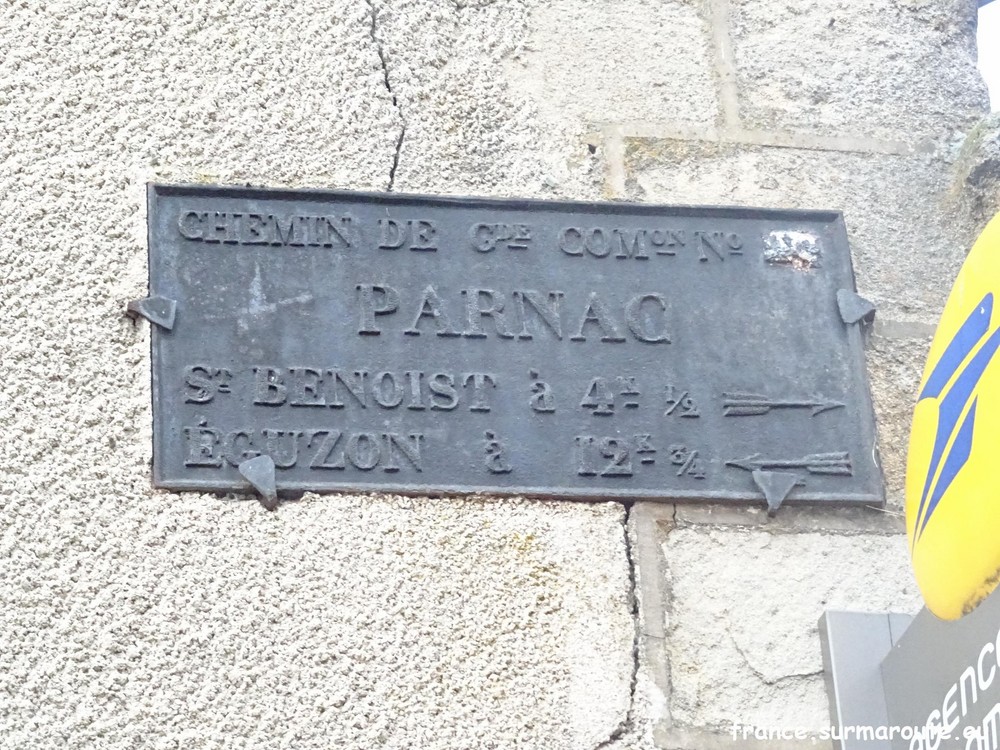 CHEMIN DE GDE COMON NO
PARNAC
ST BENOIST à 4K 1/2
ÉGUZON à 12K 3/4
france.surmaroute.eu